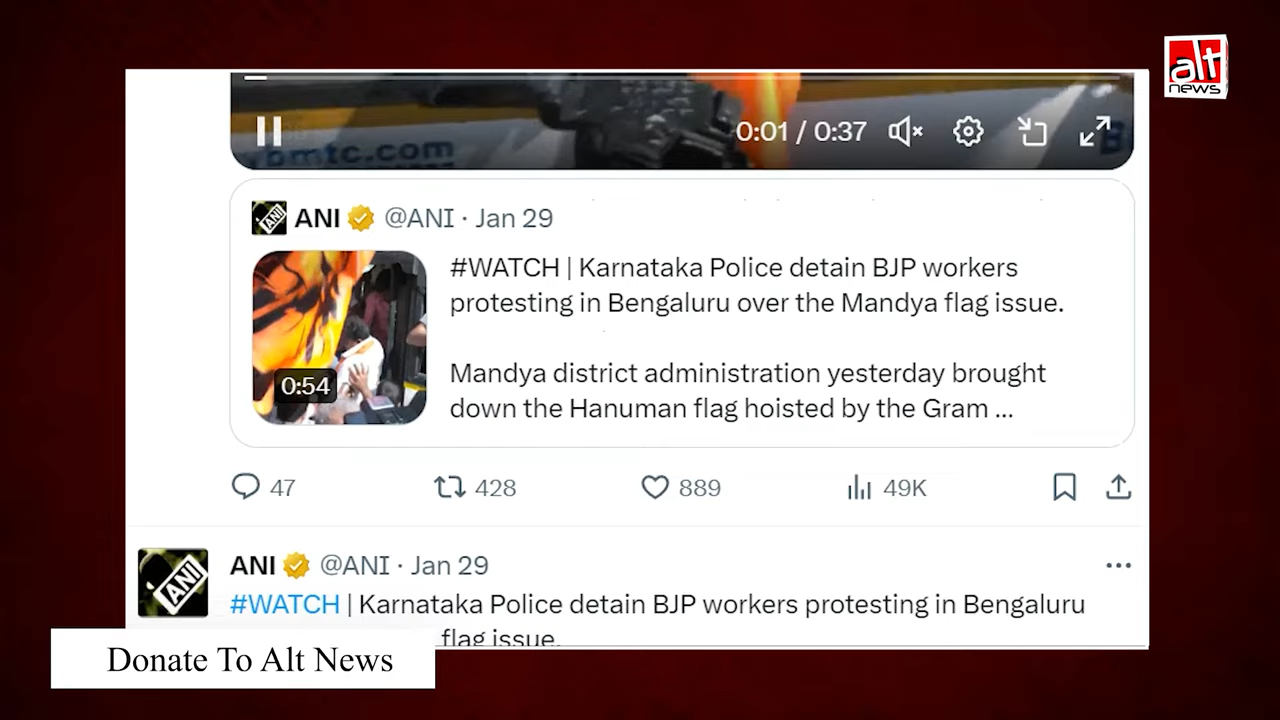 alt
news
bmtc.com
0:01 / 0:37
B
ANI
ANI @ANI · Jan 29
0:54
#WATCH | Karnataka Police detain BJP workers
protesting in Bengaluru over the Mandya flag issue.
Mandya district administration yesterday brought
down the Hanuman flag hoisted by the Gram ...
47
428
889
49K
ANI
ANI @ANI · Jan 29
#WATCH | Karnataka Police detain BJP workers protesting in Bengaluru
flag issue.
Donate To Alt News